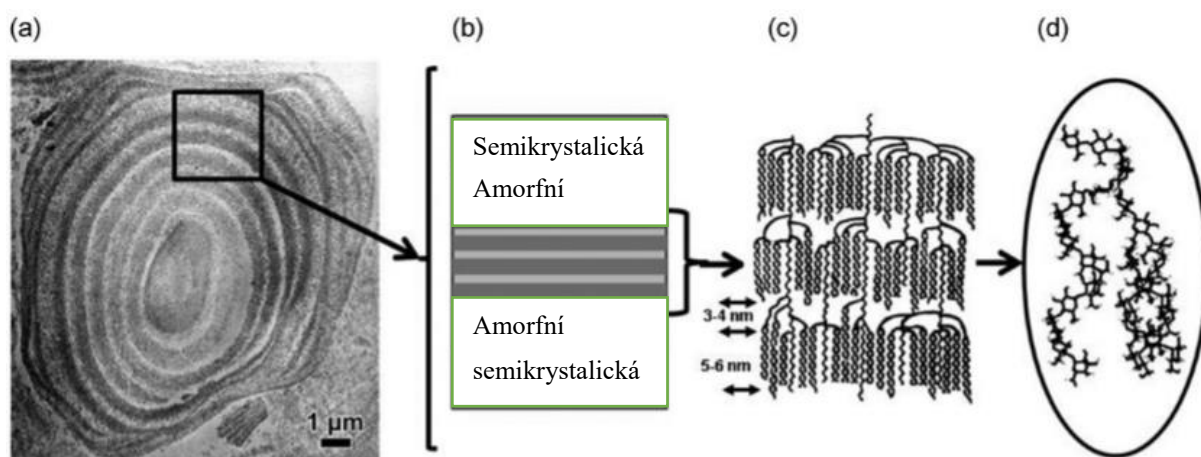 (a)
(b)
(c)
(d)
Semikrystalická
Amorfní
Amorfní
semikrystalická
3-4 nm
5-6 nm
1 µm